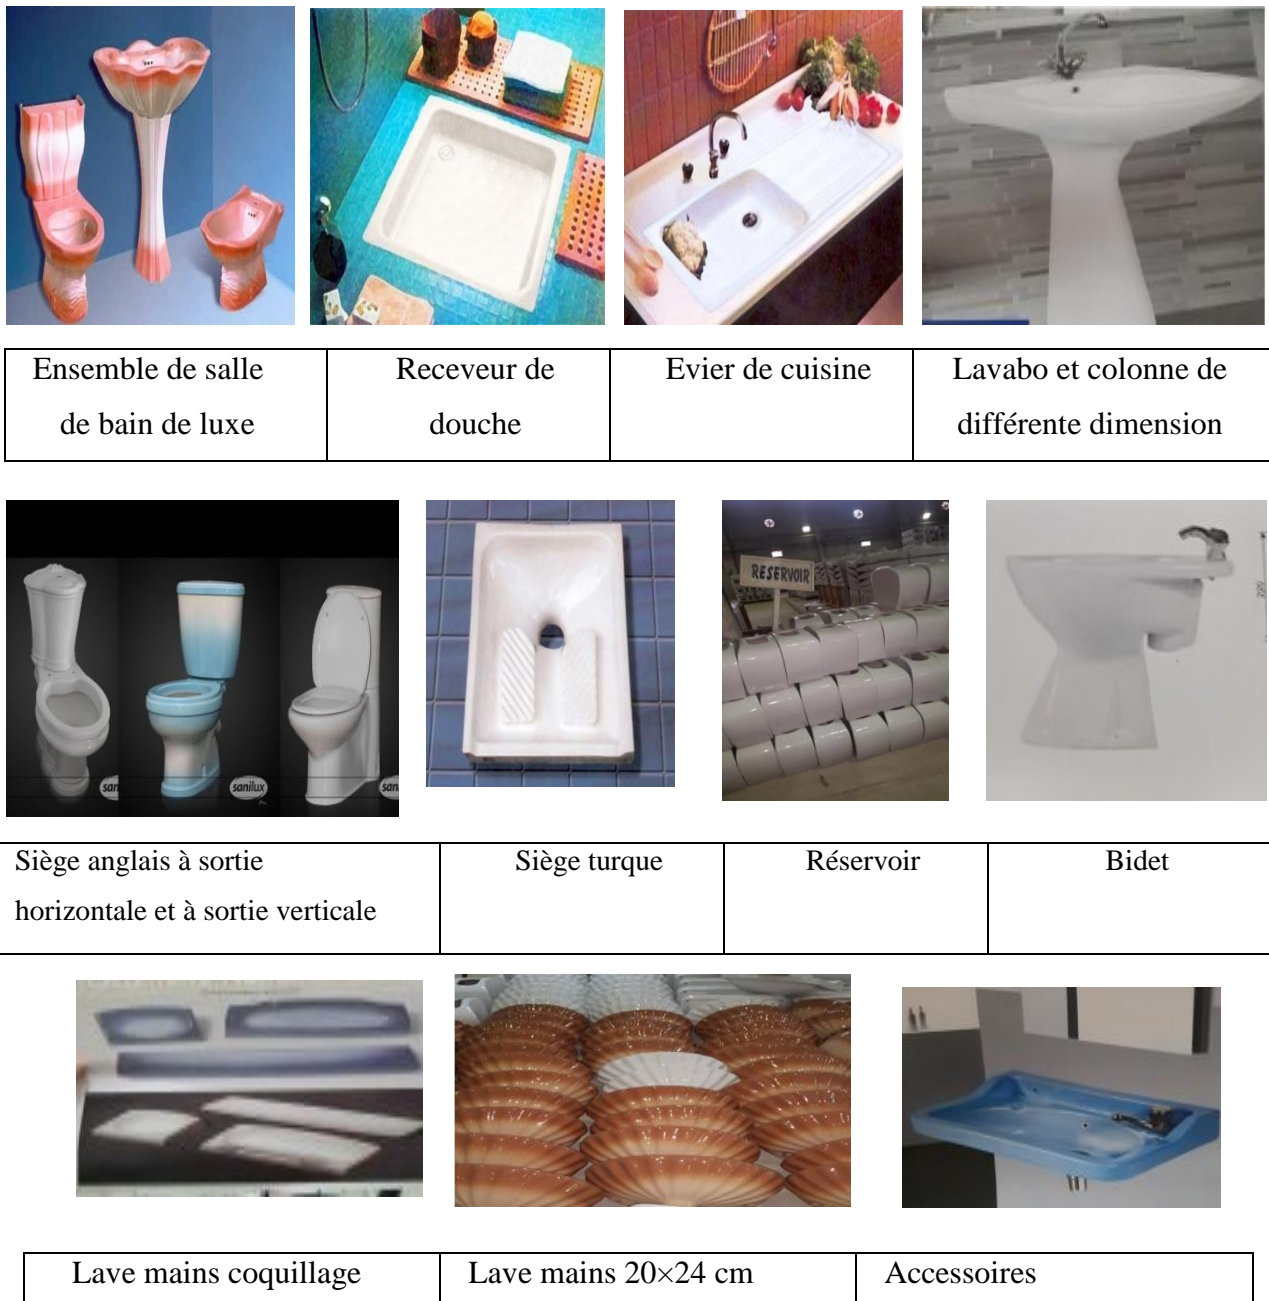 Ensemble de salle
de bain de luxe
Receveur de
douche
Evier de cuisine
Lavabo et colonne de
différente dimension
san
sanilux
san
RESERVOIR
Siège anglais à sortie
horizontale et à sortie verticale
Siège turque
Réservoir
Bidet
Lave mains coquillage
Lave mains 20×24 cm
Accessoires